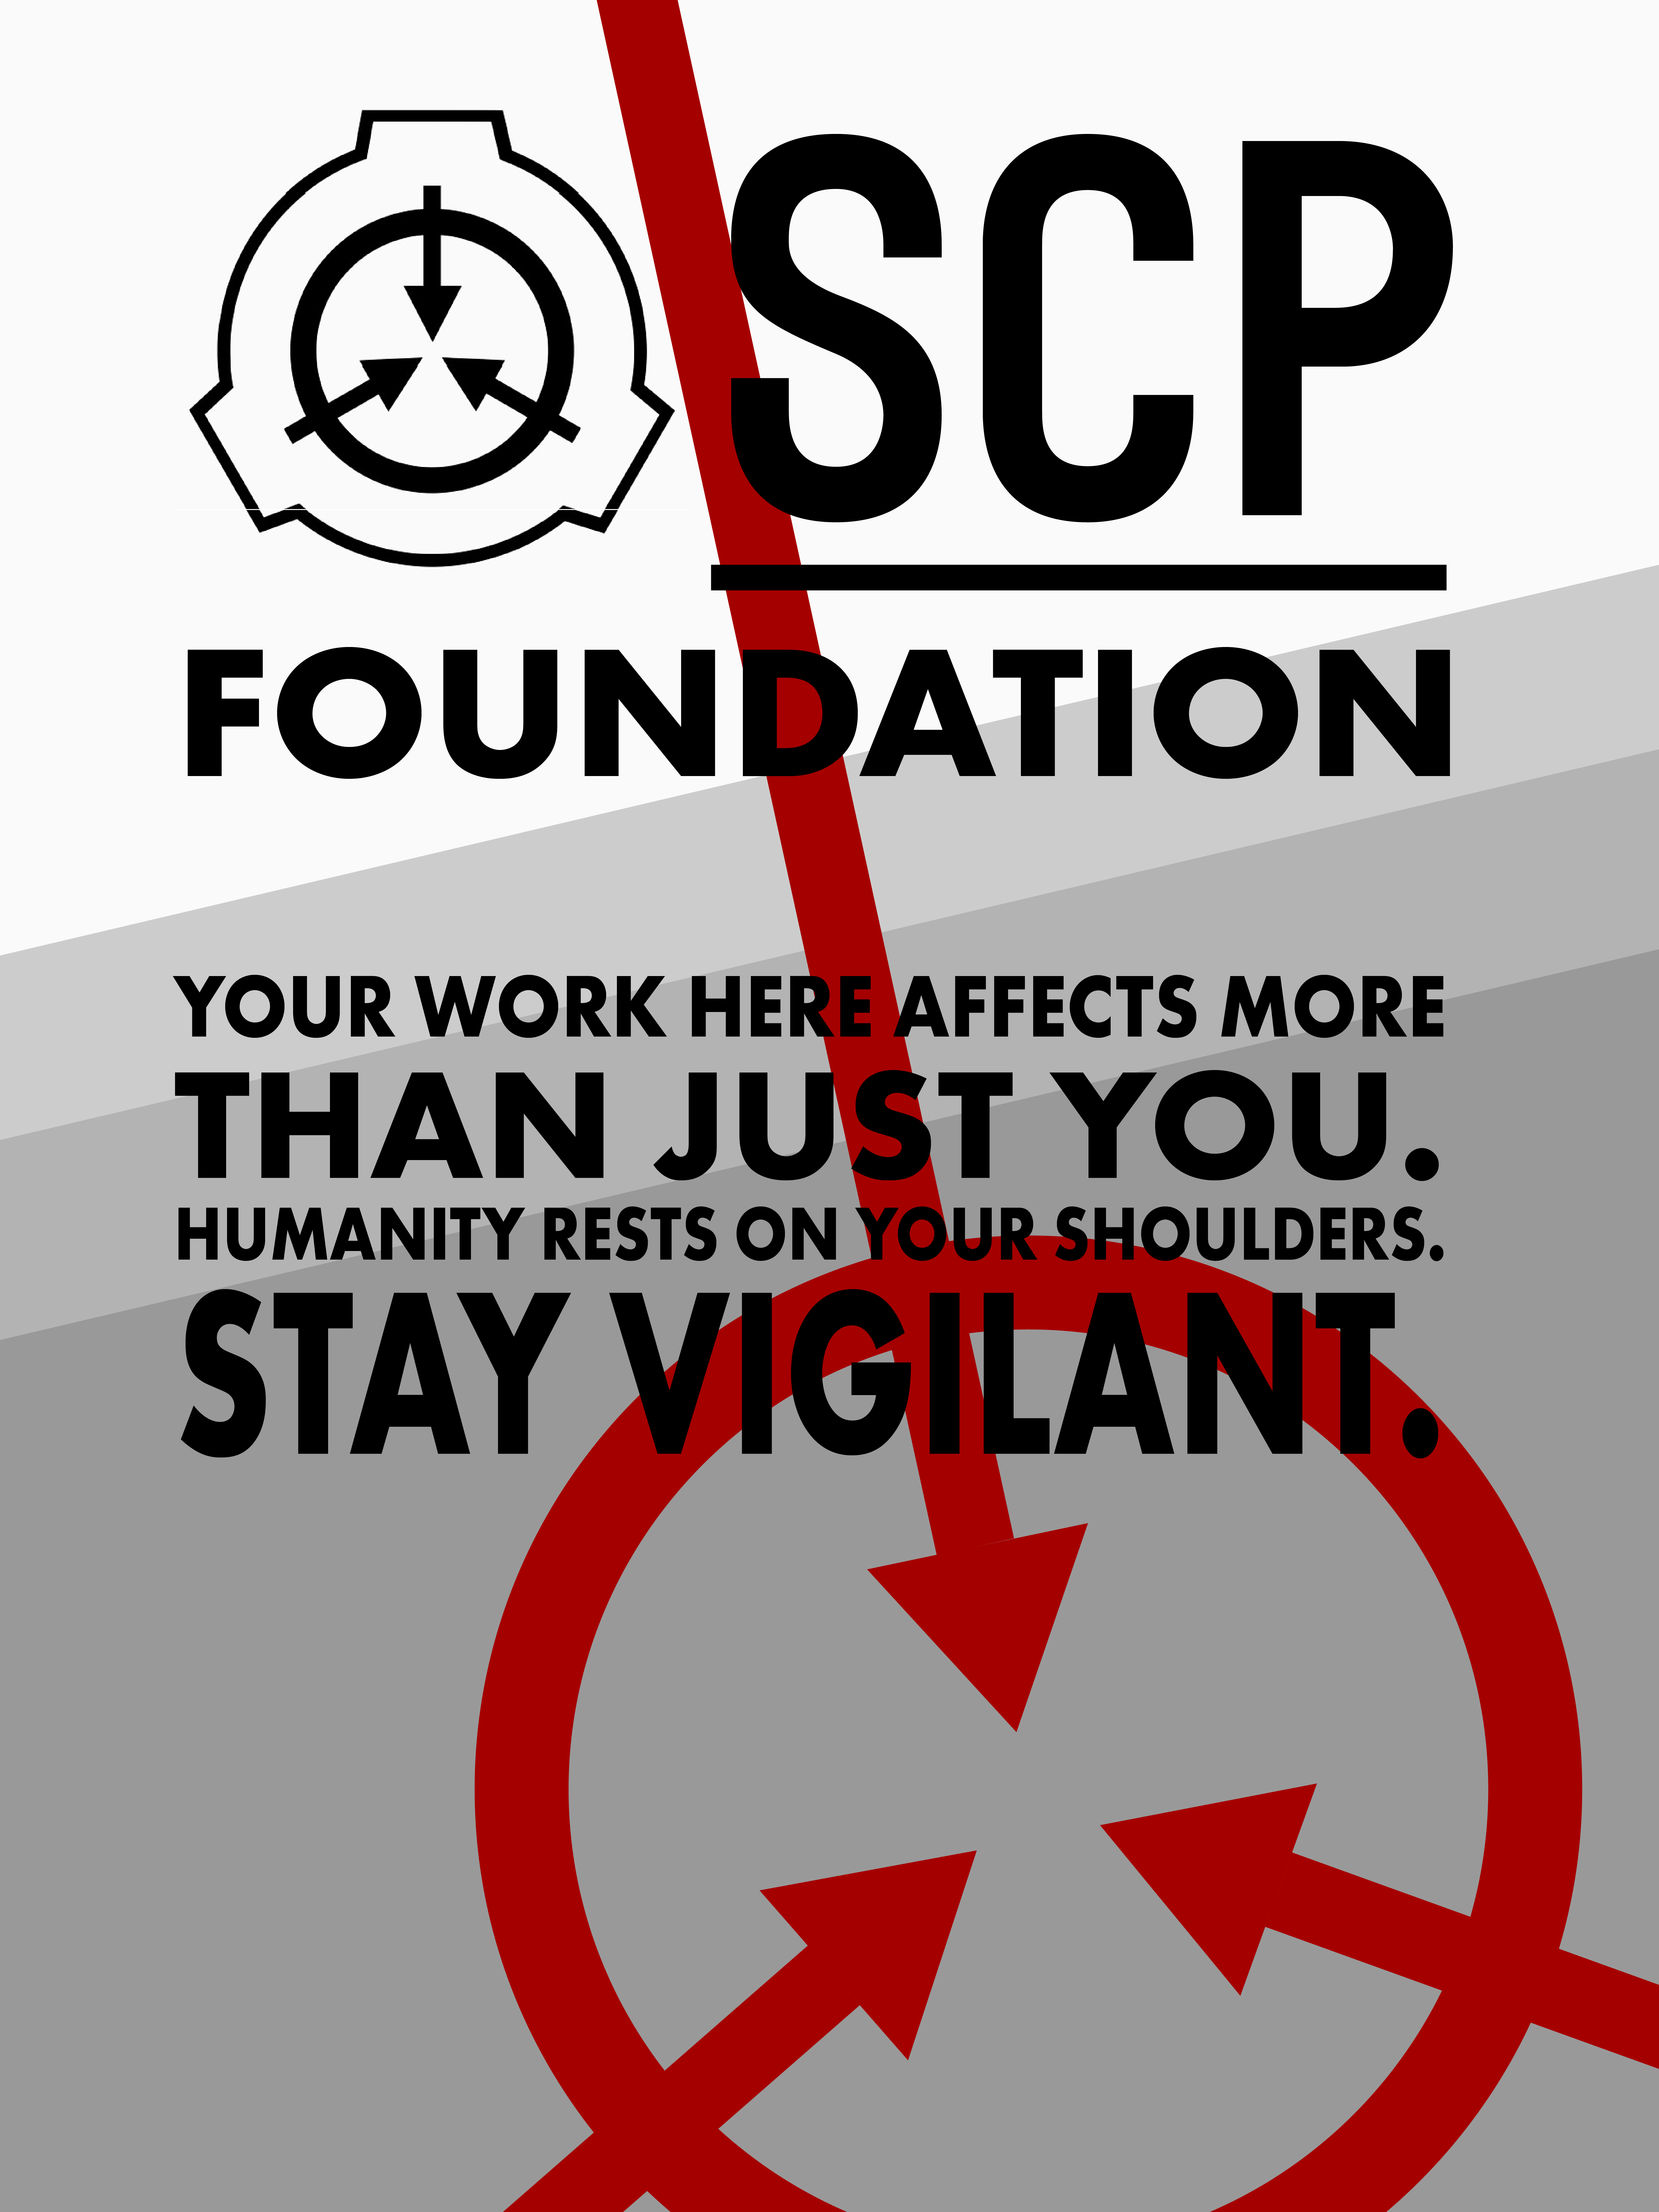 SCP
FOUNDATION
YOUR WORK HERE AFFECTS MORE
THAN JUST YOU.
HUMANITY RESTS ON YOUR SHOULDERS.
STAY VIGILANT.